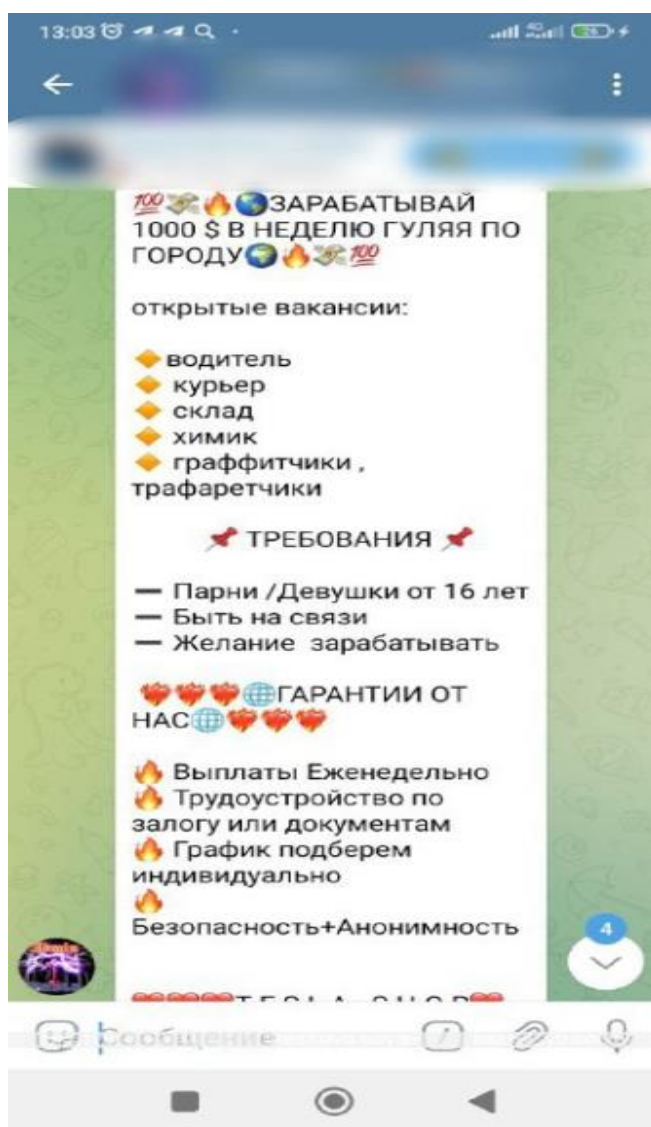 13:03
💯💸🔥🌍ЗАРАБАТЫВАЙ
1000 $ В НЕДЕЛЮ ГУЛЯЯ ПО
ГОРОДУ🌍🔥💸💯
открытые вакансии:
🔸водитель
🔸 курьер
🔸 склад
🔸 химик
🔸 граффитчики ,
трафаретчики
📌 ТРЕБОВАНИЯ 📌
➖ Парни /Девушки от 16 лет
➖ Быть на связи
➖ Желание зарабатывать
❤️‍🔥❤️‍🔥❤️‍🔥🌐ГАРАНТИИ ОТ
НАС🌐❤️‍🔥❤️‍🔥❤️‍🔥
🔥 Выплаты Еженедельно
🔥 Трудоустройство по
залогу или документам
🔥 График подберем
индивидуально
🔥
Безопасность+Анонимность
4
T E S L A S H O P
Сообщение